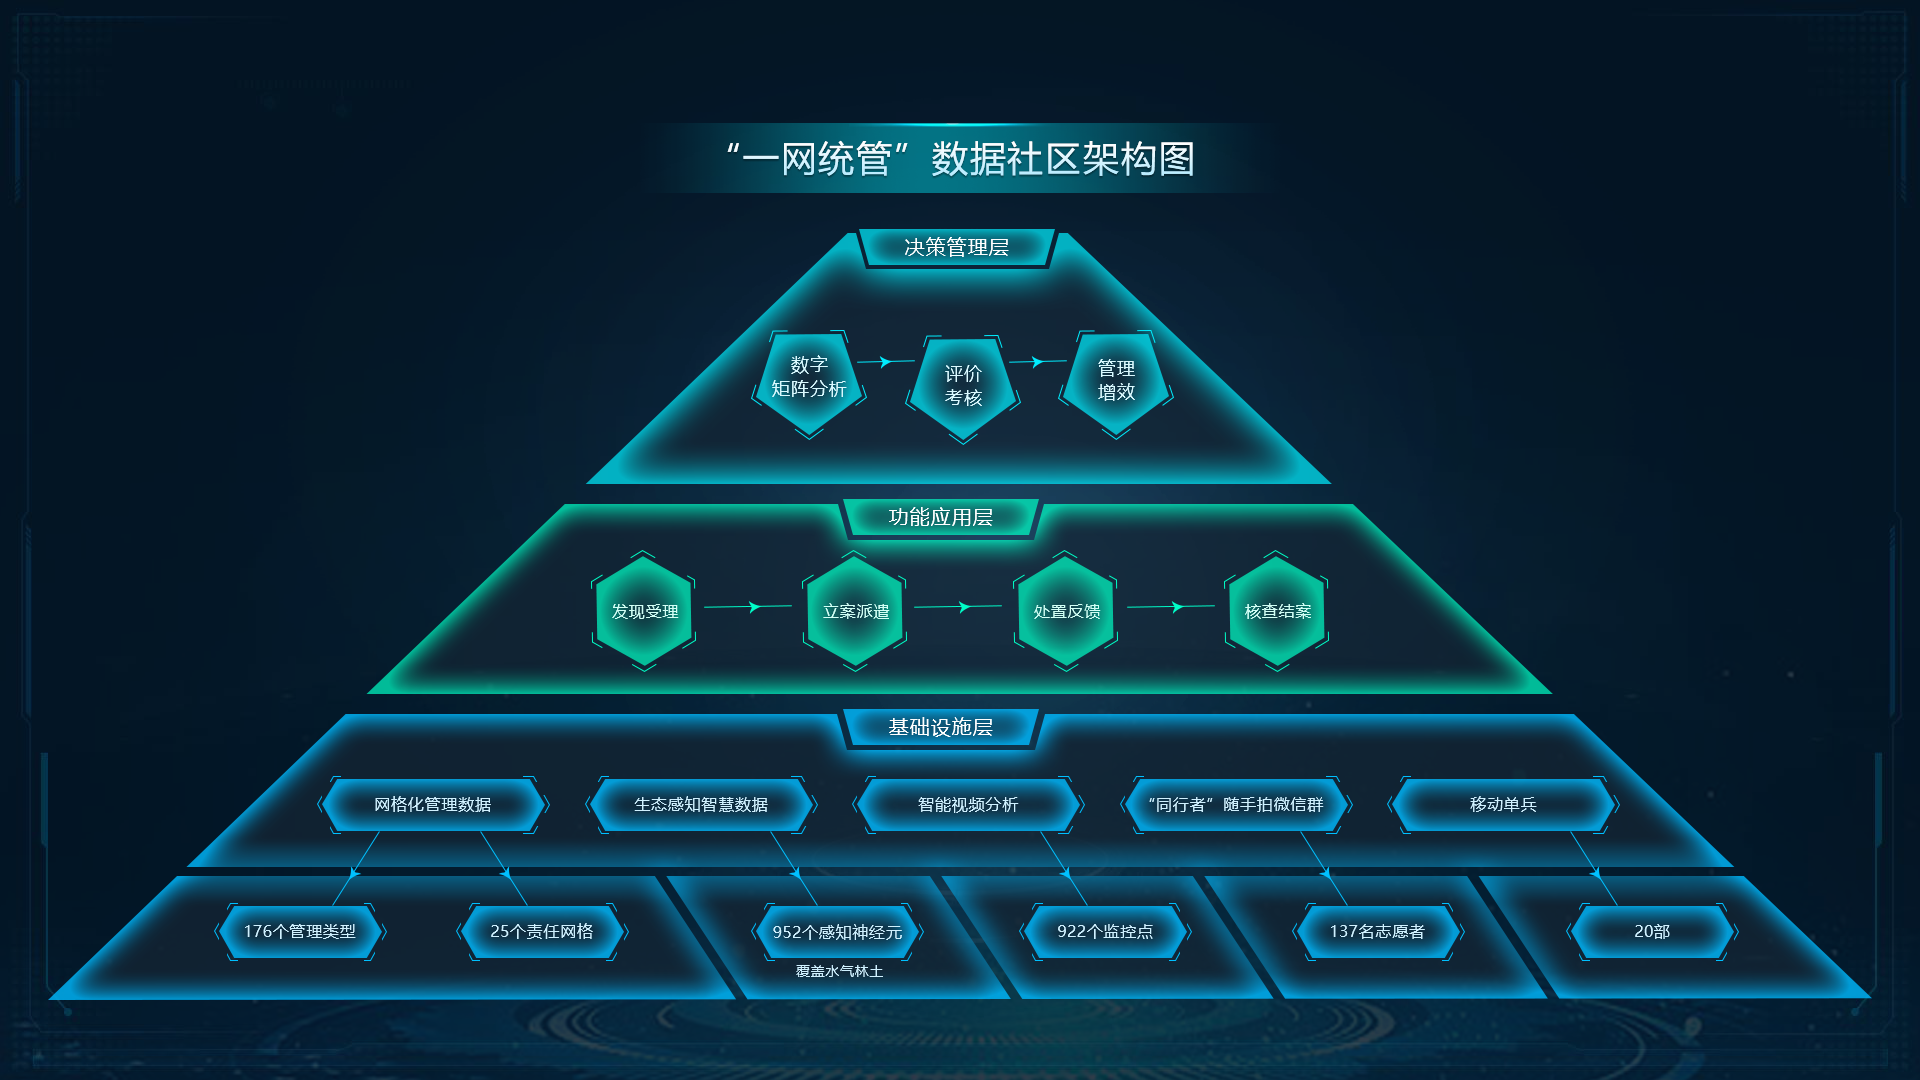 “一网统管”数据社区架构图
决策管理层
数字
矩阵分析
评价
考核
管理
增效
功能应用层
发现受理
立案派遣
处置反馈
核查结案
基础设施层
网格化管理数据
生态感知智慧数据
智能视频分析
“同行者”随手拍微信群
移动单兵
176个管理类型
25个责任网格
952个感知神经元
覆盖水气林土
922个监控点
137名志愿者
20部